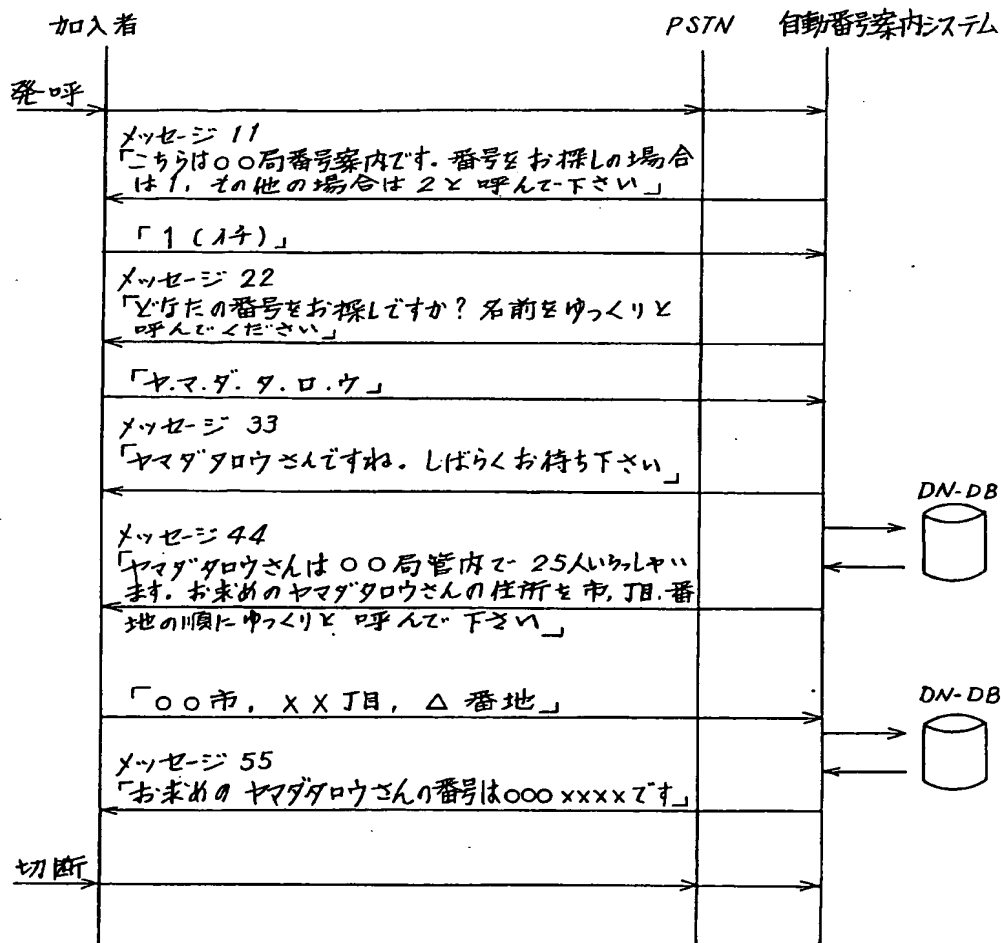 加入者 PSTN 自動番号案内システム
発呼
メッセージ 11
「こちらは○○局番号案内です．番号をお探しの場合
は1，その他の場合は2と呼んで下さい」
「1（イチ）」
メッセージ 22
「どなたの番号をお探しですか？名前をゆっくりと
呼んでください」
「ヤ．マ．ダ．タ．ロ．ウ」
メッセージ 33
「ヤマダタロウさんですね．しばらくお待ち下さい」
DN-DB
メッセージ 44
「ヤマダタロウさんは○○局管内で25人いらっしゃい
ます．お求めのヤマダタロウさんの住所を市，丁目，番
地の順にゆっくりと呼んで下さい」
「○○市，××丁目，△番地」
DN-DB
メッセージ 55
「お求めのヤマダタロウさんの番号は○○○××××です」
切断